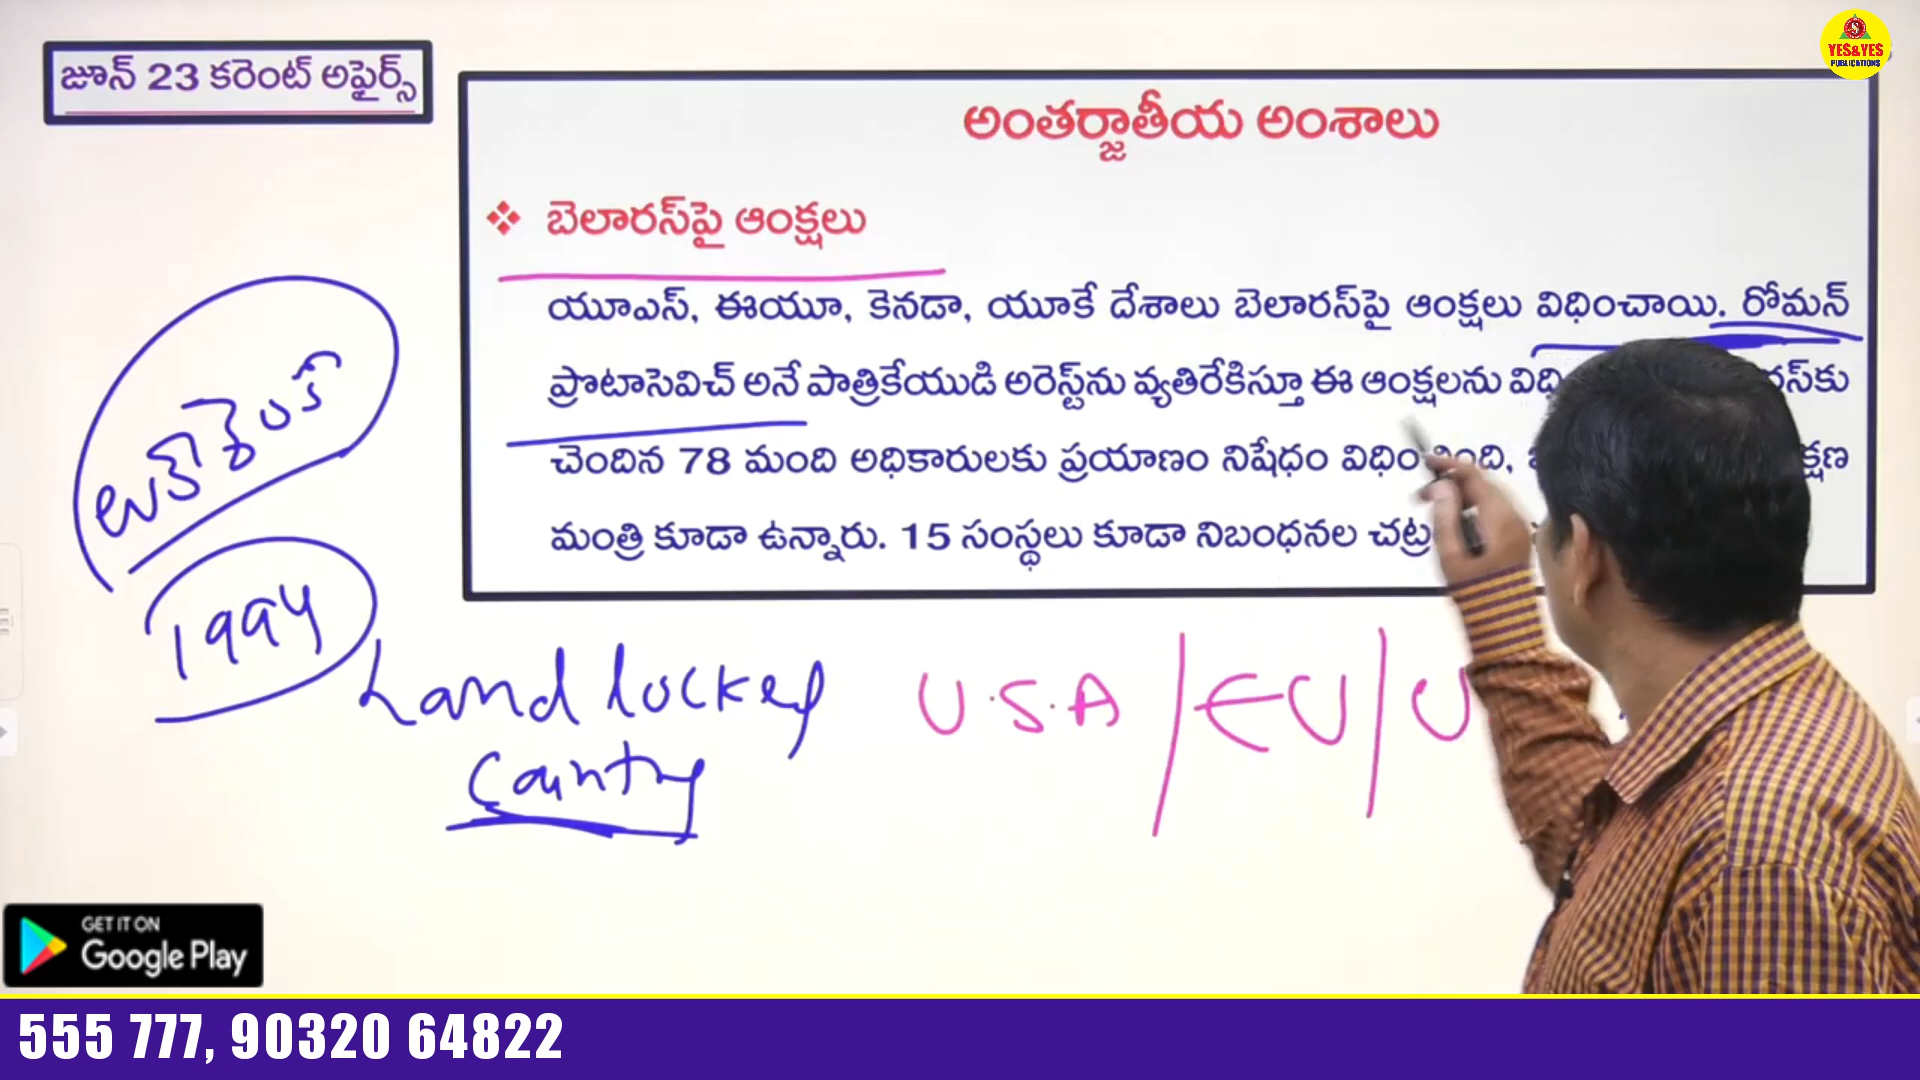 జూన్ 23 కరెంట్ అఫైర్స్
YES&YES
PUBLICATIONS
అంతర్జాతీయ అంశాలు
❖ బెలారస్‌పై ఆంక్షలు
యూఎస్, ఈయూ, కెనడా, యూకే దేశాలు బెలారస్‌పై ఆంక్షలు విధించాయి. రోమన్
ప్రొటాసెవిచ్ అనే పాత్రికేయుడి అరెస్ట్‌ను వ్యతిరేకిస్తూ ఈ ఆంక్షలను
చెందిన 78 మంది అధికారులకు ప్రయాణం నిషేధం విధించింది,
మంత్రి కూడా ఉన్నారు. 15 సంస్థలు కూడా నిబంధనల
1994
Land locked
Country
U.S.A / EU / U
GET IT ON
Google Play
555 777, 90320 64822